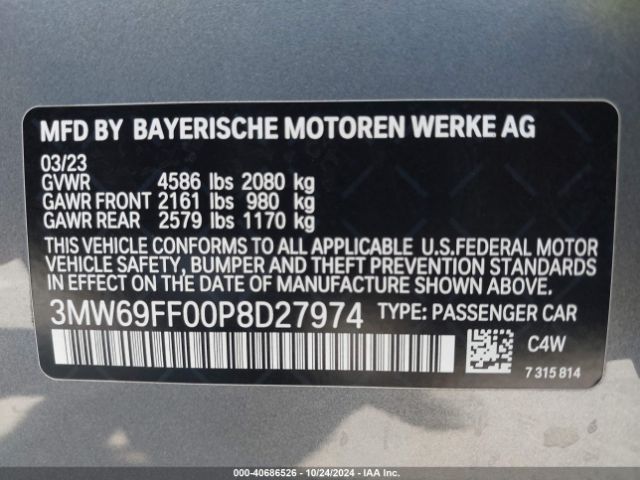 MFD BY BAYERISCHE MOTOREN WERKE AG
03/23
GVWR 4586 lbs 2080 kg
GAWR FRONT 2161 lbs 980 kg
GAWR REAR 2579 lbs 1170 kg
THIS VEHICLE CONFORMS TO ALL APPLICABLE U.S.FEDERAL MOTOR
VEHICLE SAFETY, BUMPER, AND THEFT PREVENTION STANDARDS
IN EFFECT ON THE DATE OF MANUFACTURE SHOWN ABOVE.
3MW69FF00P8D27974 TYPE: PASSENGER CAR
C4W
7 315 814
000-40686526 • 10/24/2024 • IAA Inc.